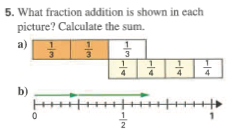 5. What fraction addition is shown in each
picture? Calculate the sum.
a) 1/3 1/3 1/3
1/4 1/4 1/4 1/4
b)
0 1/2 1